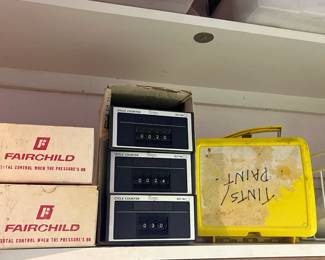 FAIRCHILD
TAL CONTROL WHEN THE PRESSURE'S ON
FAIRCHILD
TAL CONTROL WHEN THE PRESSURE'S ON
CYCLE COUNTER
0020
CYCLE COUNTER
0024
CYCLE COUNTER
030
TINTS/
PAINT